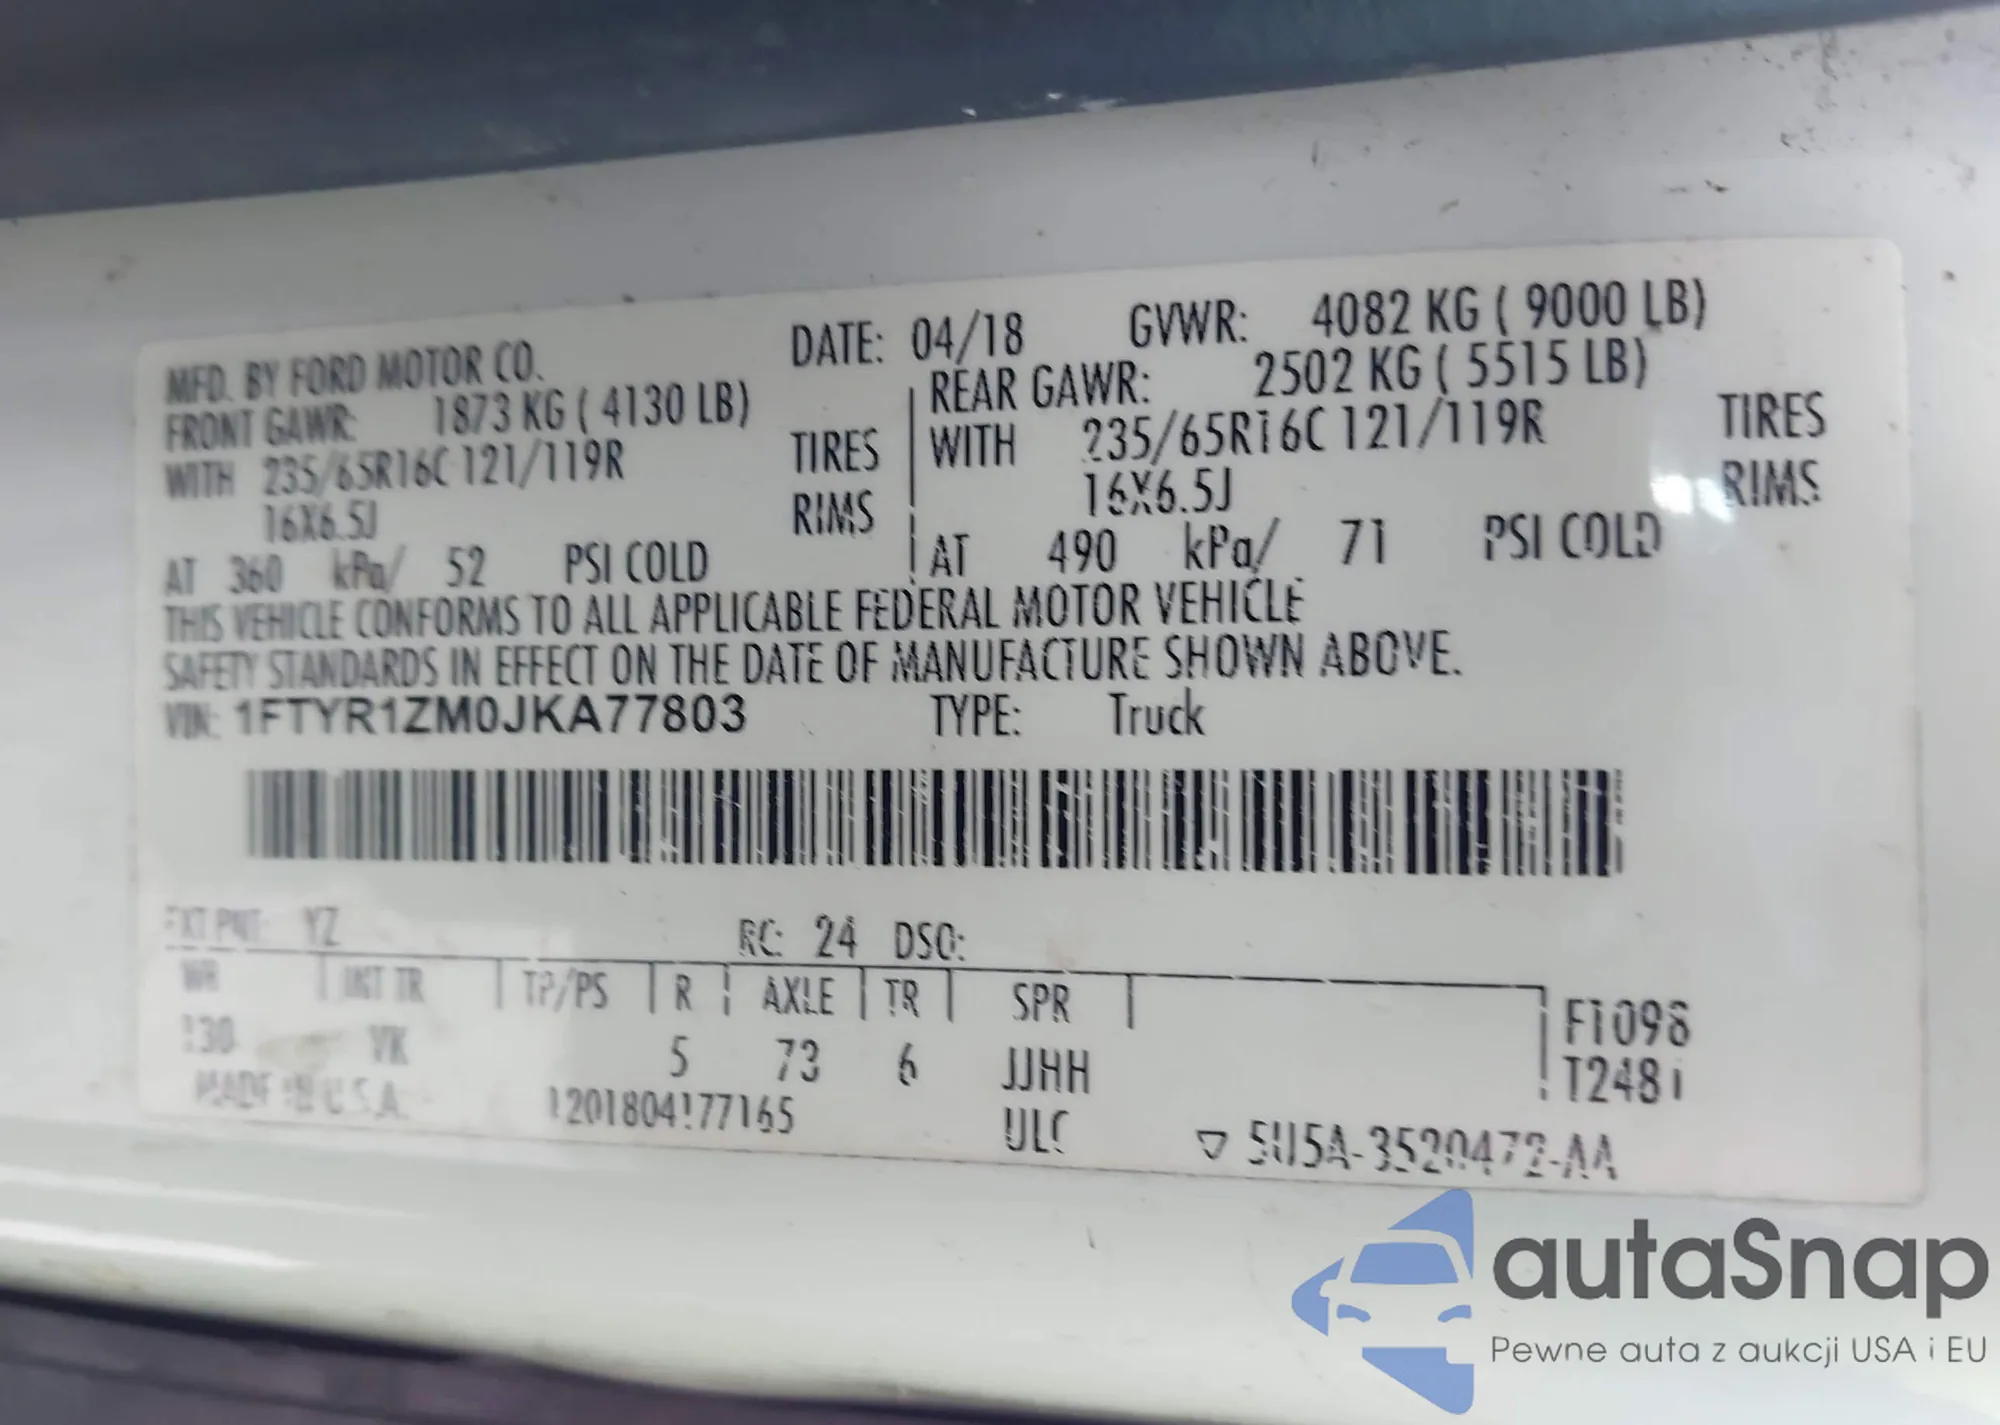 MFD. BY FORD MOTOR CO. DATE: 04/18 GVWR: 4082 KG ( 9000 LB)
FRONT GAWR: 1873 KG ( 4130 LB) REAR GAWR: 2502 KG ( 5515 LB)
WITH 235/65R16C 121/119R TIRES WITH 235/65R16C 121/119R TIRES
16X6.5J RIMS 16X6.5J RIMS
AT 360 kPa/ 52 PSI COLD AT 490 kPa/ 71 PSI COLD
THIS VEHICLE CONFORMS TO ALL APPLICABLE FEDERAL MOTOR VEHICLE
SAFETY STANDARDS IN EFFECT ON THE DATE OF MANUFACTURE SHOWN ABOVE.
VIN: 1FTYR1ZM0JKA77803 TYPE: Truck
EXT PNT: YZ RC: 24 DSO:
WB INT TR TP/PS R AXLE TR SPR
130 VK 5 73 6 JJHH
F1098
T2481
MADE IN U.S.A. 1201804177165 ULC ▽ 5U5A-3520472-AA
autaSnap
Pewne auta z aukcji USA i EU